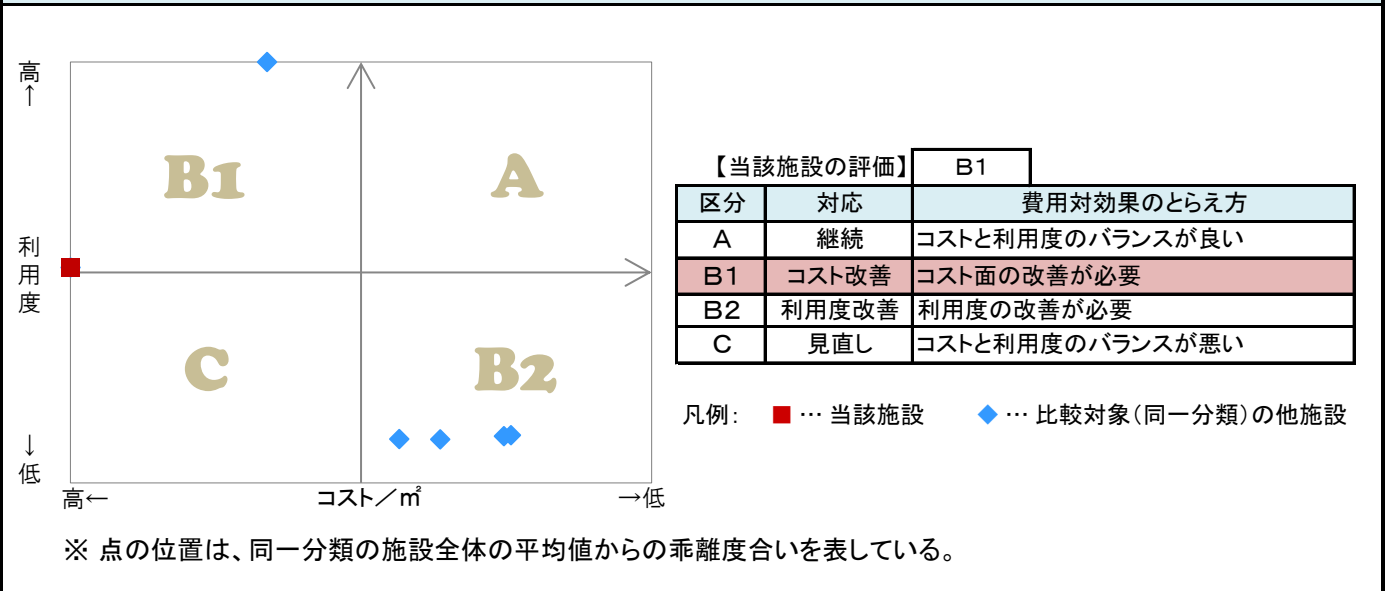 高
↑
利
用
度
↓
低
B1
A
C
B2
高←
コスト／㎡
→低
【当該施設の評価】 Ｂ１
区分 対応 費用対効果のとらえ方
Ａ 継続 コストと利用度のバランスが良い
Ｂ１ コスト改善 コスト面の改善が必要
Ｂ２ 利用度改善 利用度の改善が必要
Ｃ 見直し コストと利用度のバランスが悪い
凡例： ■ … 当該施設 ◆ … 比較対象（同一分類）の他施設
※ 点の位置は、同一分類の施設全体の平均値からの乖離度合いを表している。